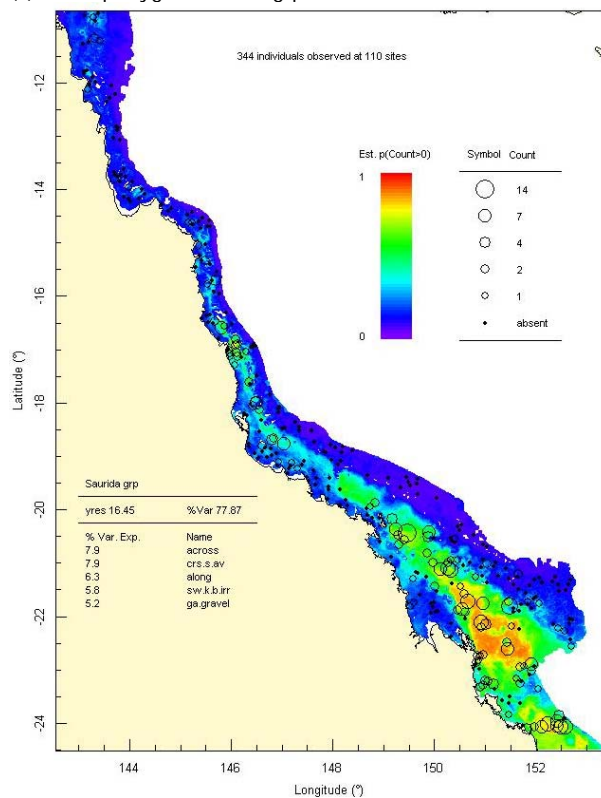 344 individuals observed at 110 sites
Est. p(Count>0)
1
0
Symbol Count
14
7
4
2
1
absent
-12
-14
-16
-18
-20
-22
-24
Latitude (°)
Saurida grp
yres 16.45 %Var 77.87
% Var. Exp. Name
7.9 across
7.9 crs.s.av
6.3 along
5.8 sw.k.b.irr
5.2 ga.gravel
144 146 148 150 152
Longitude (°)